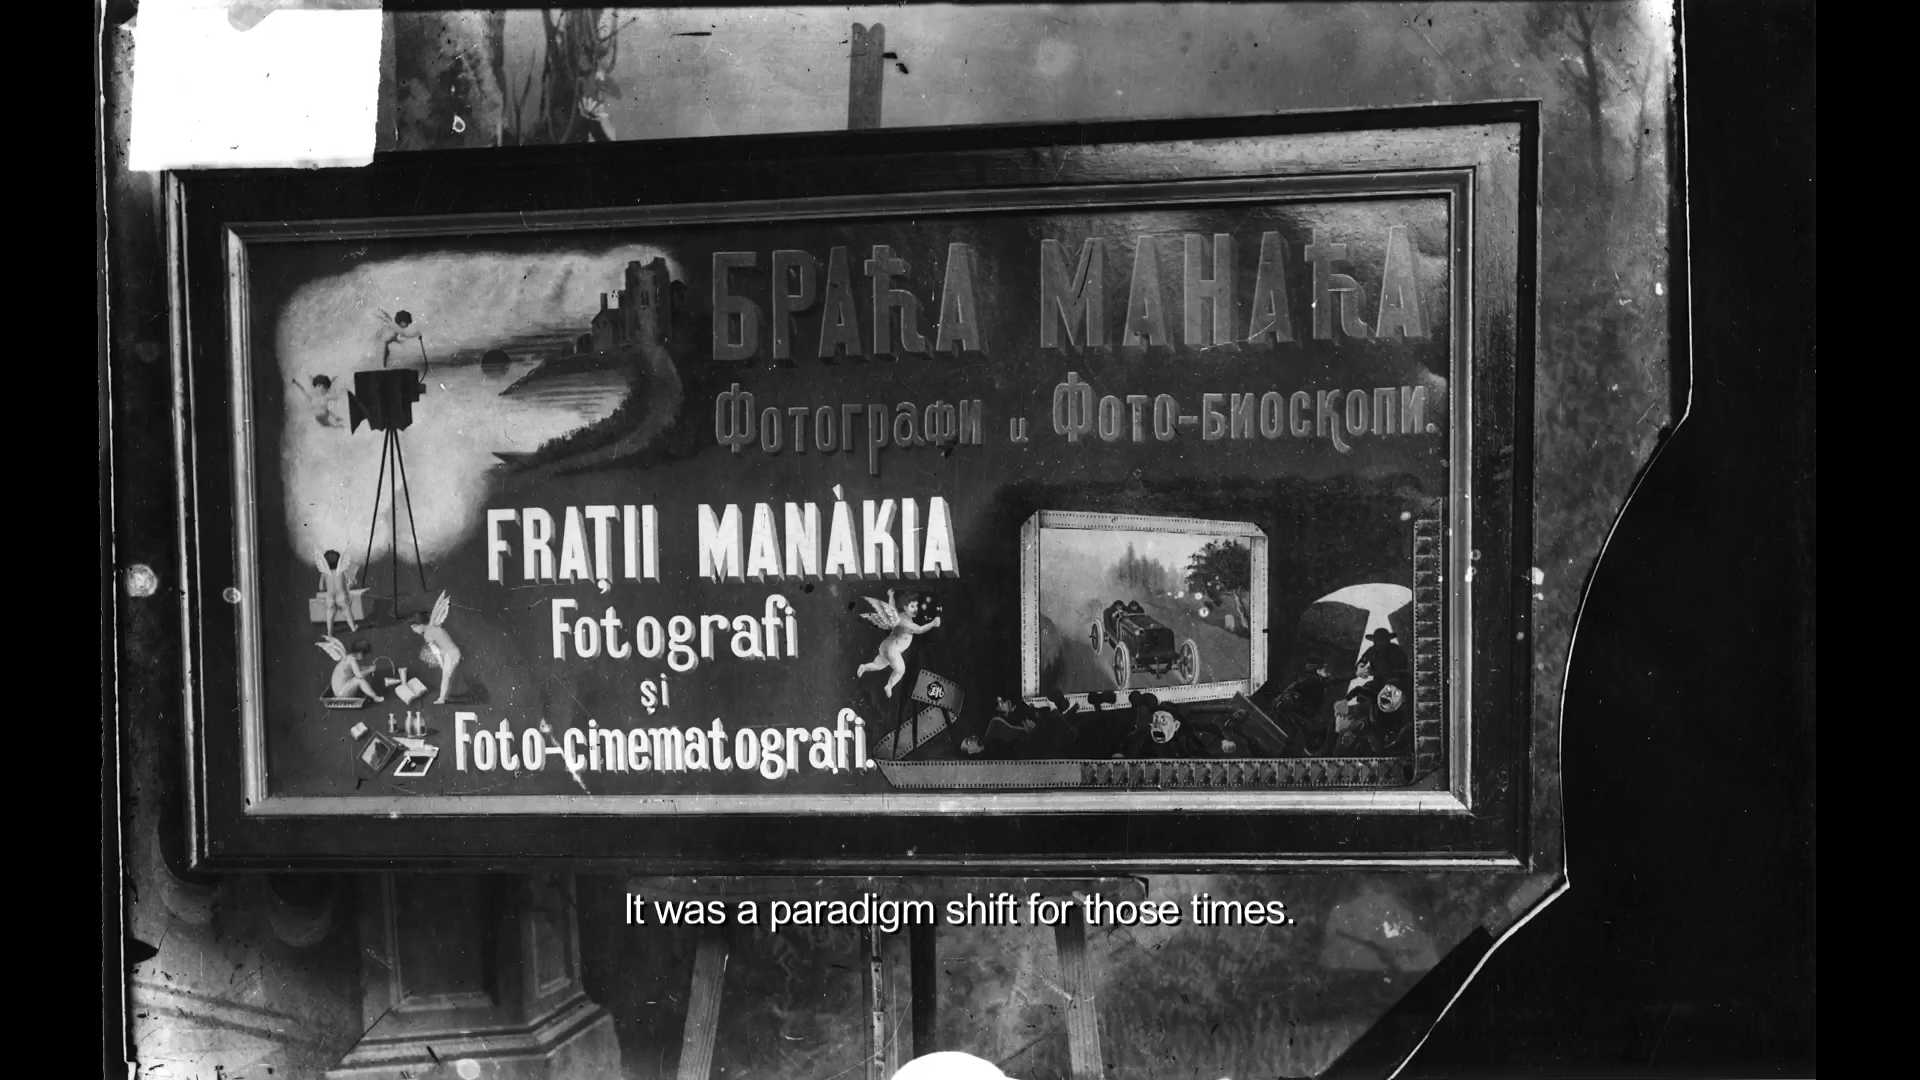 БРАЋА МАНАЋА
Фотографи и Фото-биоскопи.
FRAȚII MANÀKIA
Fotografi
și
Foto-cinematografi.
It was a paradigm shift for those times.